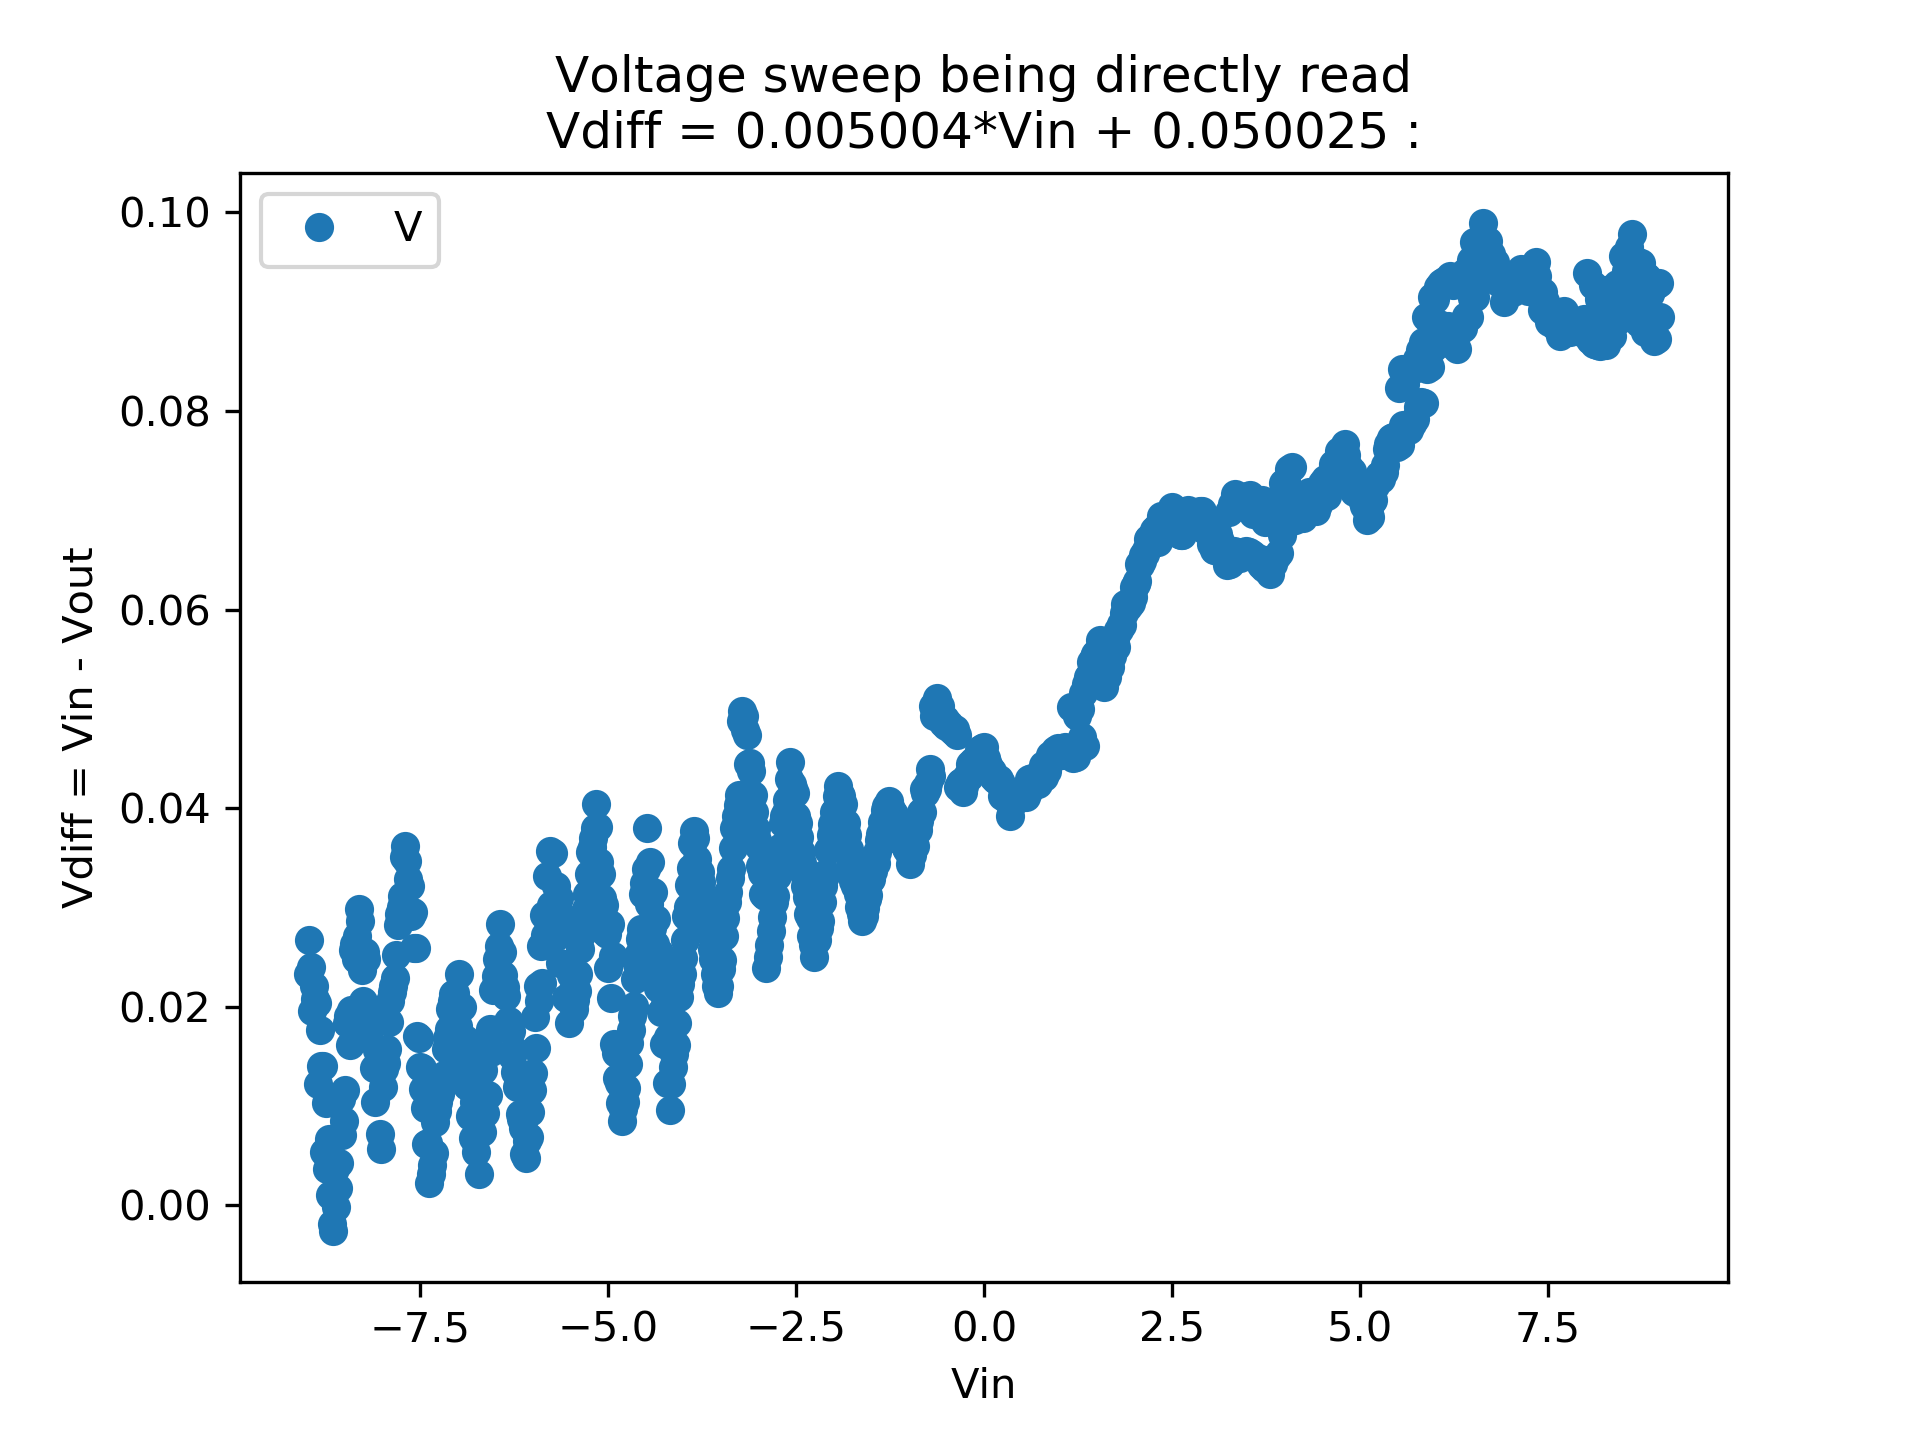 Voltage sweep being directly read
Vdiff = 0.005004*Vin + 0.050025 :
V
Vdiff = Vin - Vout
0.10
0.08
0.06
0.04
0.02
0.00
−7.5 −5.0 −2.5 0.0 2.5 5.0 7.5
Vin